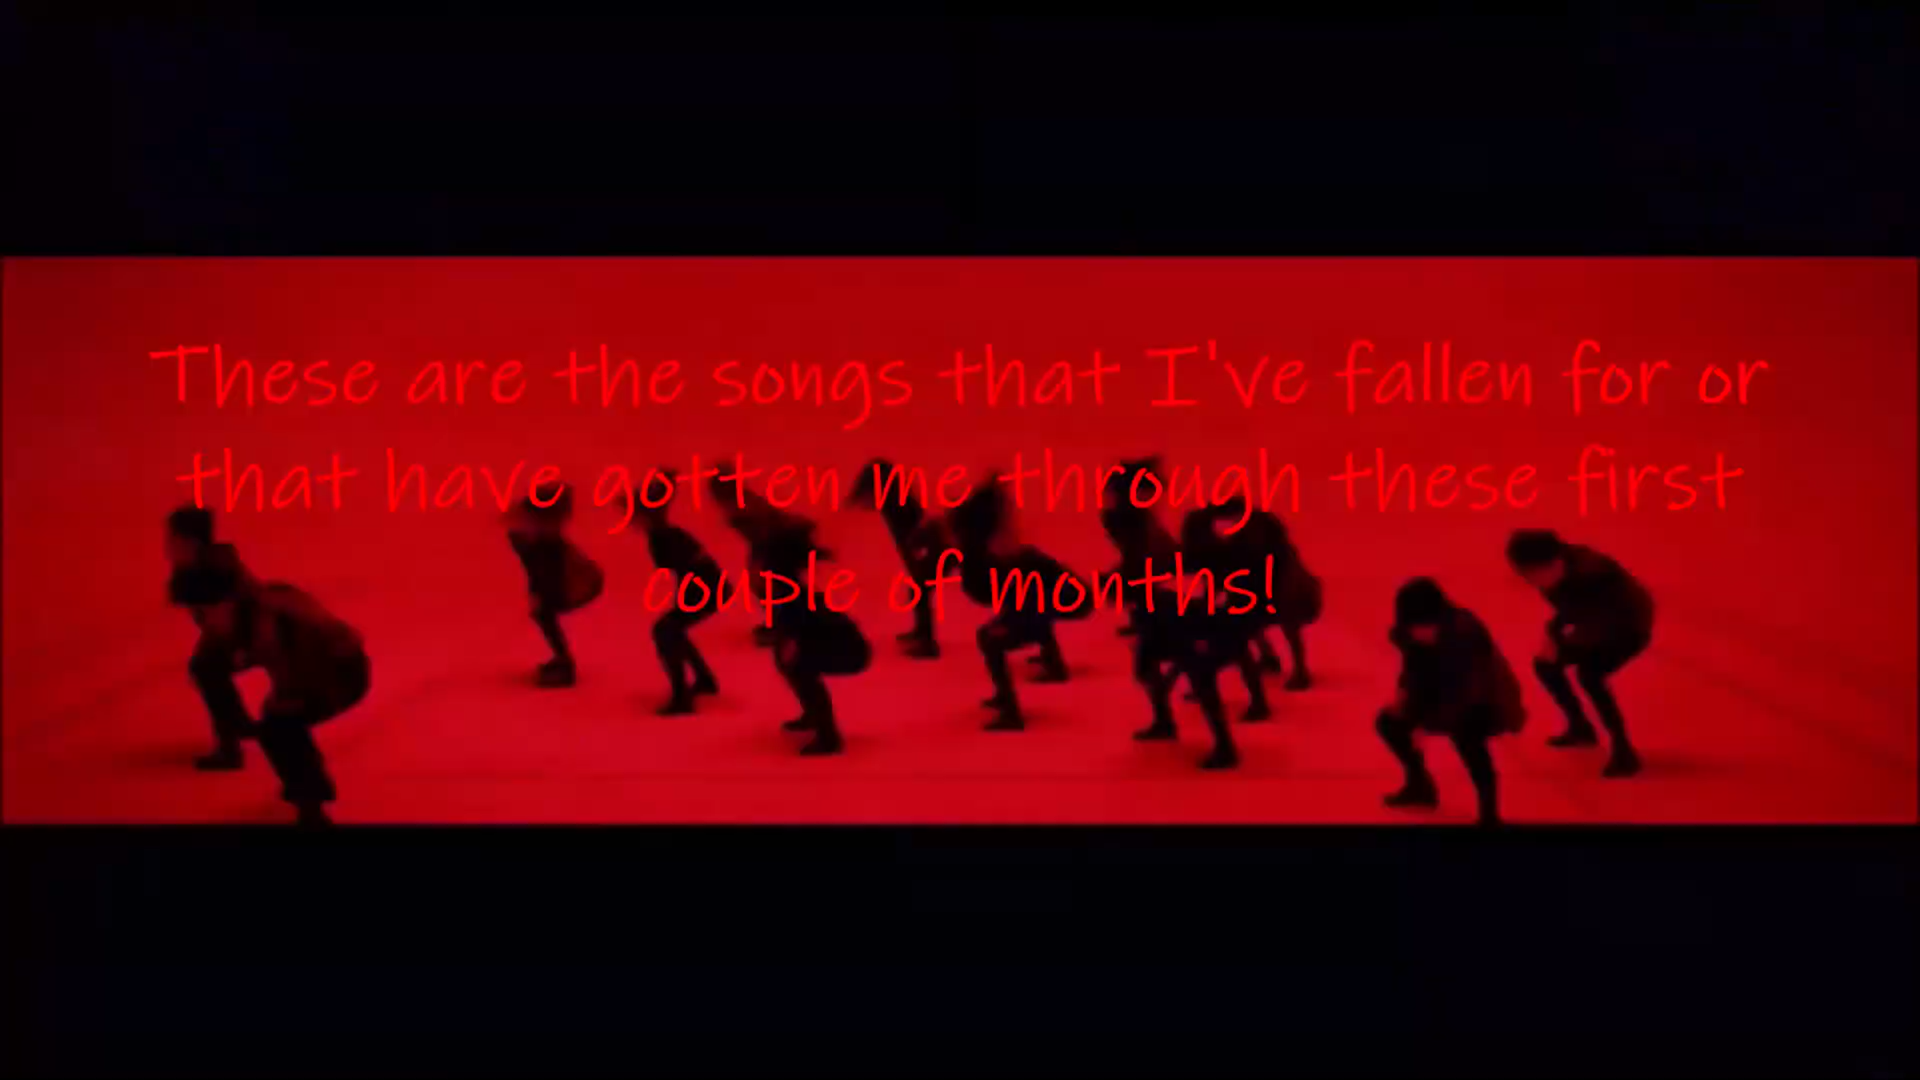 These are the songs that I've fallen for or
that have gotten me through these first
couple of months!